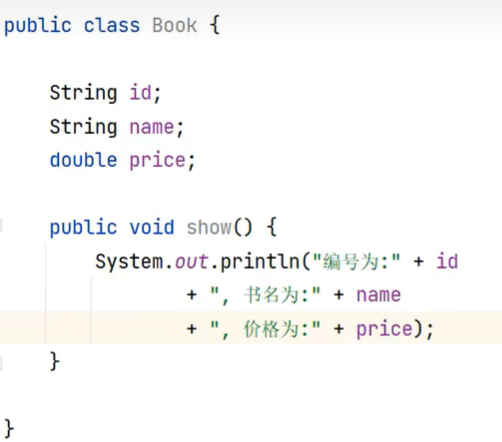 public class Book {
String id;
String name;
double price;
public void show() {
System.out.println("编号为:" + id
+ ", 书名为:" + name
+ ", 价格为:" + price);
}
}